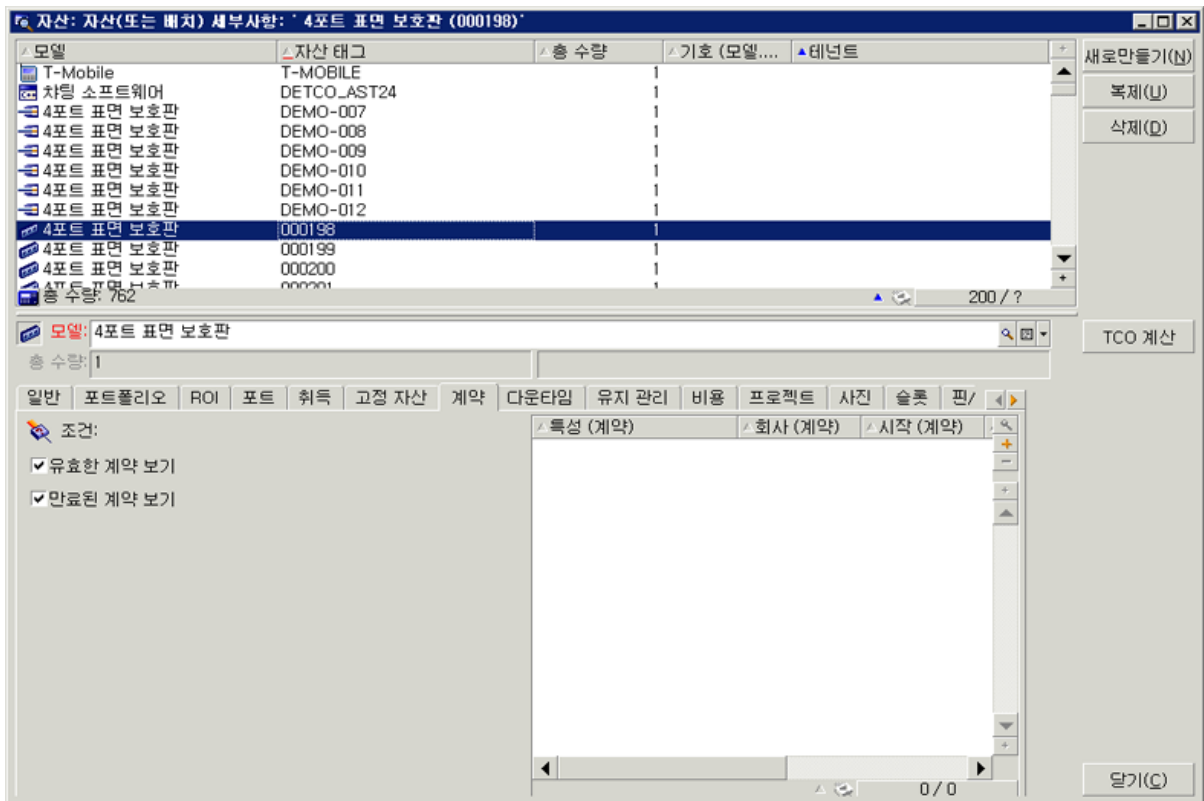 자산: 자산(또는 배치) 세부사항: ' 4포트 표면 보호판 (000198)'
모델 자산 태그 총 수량 기호 (모델.... 테넌트
T-Mobile T-MOBILE 1
챠팅 소프트웨어 DETCO_AST24 1
4포트 표면 보호판 DEMO-007 1
4포트 표면 보호판 DEMO-008 1
4포트 표면 보호판 DEMO-009 1
4포트 표면 보호판 DEMO-010 1
4포트 표면 보호판 DEMO-011 1
4포트 표면 보호판 DEMO-012 1
4포트 표면 보호판 000198 1
4포트 표면 보호판 000199 1
4포트 표면 보호판 000200 1
4포트 표면 보호판 000201 1
총 수량: 762 200 / ?
새로만들기(N)
복제(U)
삭제(D)
모델: 4포트 표면 보호판
TCO 계산
총 수량: 1
일반 포트폴리오 ROI 포트 취득 고정 자산 계약 다운타임 유지 관리 비용 프로젝트 사진 슬롯 핀/
조건:
특성 (계약) 회사 (계약) 시작 (계약)
유효한 계약 보기
만료된 계약 보기
0 / 0
닫기(C)